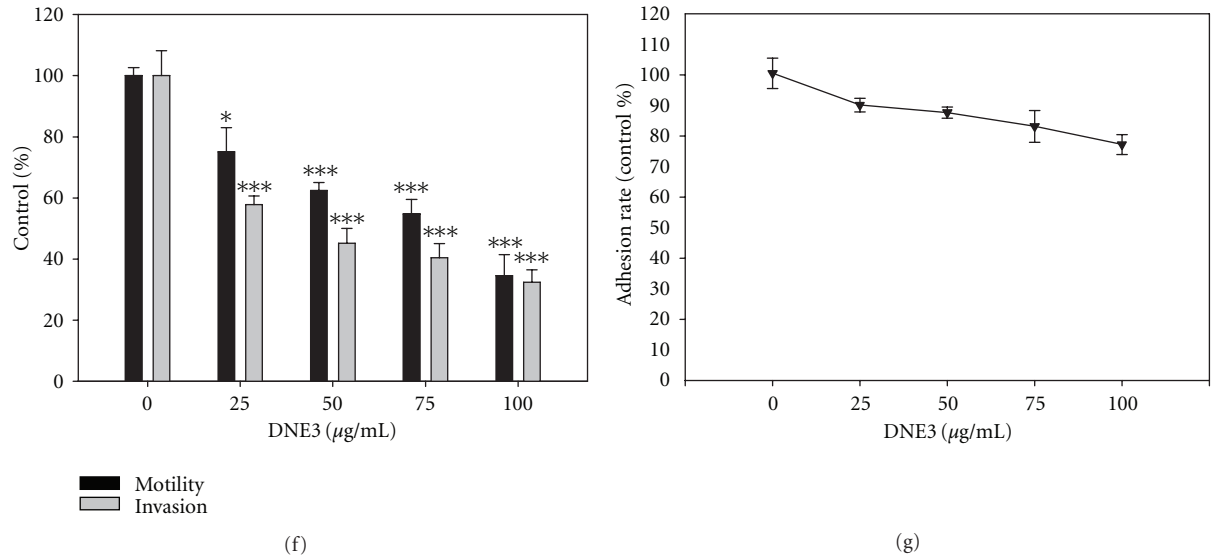 120
100
80
60
40
20
0
Control (%)
*
***
***
***
***
***
***
***
0 25 50 75 100
DNE3 (μg/mL)
Motility
Invasion
(f)
120
110
100
90
80
70
60
50
40
30
20
10
0
Adhesion rate (control %)
0 25 50 75 100
DNE3 (μg/mL)
(g)